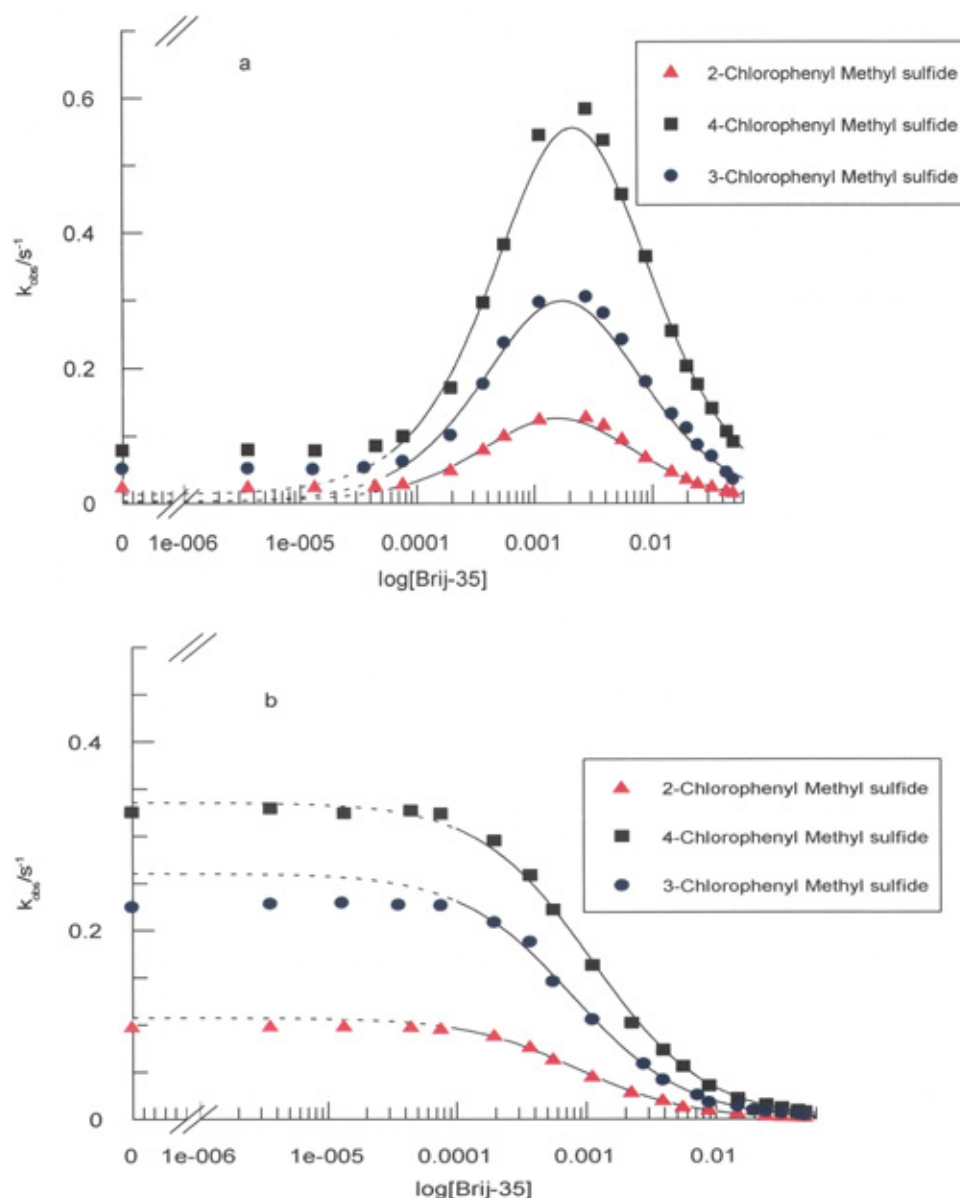 a
2-Chlorophenyl Methyl sulfide
4-Chlorophenyl Methyl sulfide
3-Chlorophenyl Methyl sulfide
0.6
0.4
0.2
0
k_obs/s⁻¹
0 1e-006 1e-005 0.0001 0.001 0.01
log[Brij-35]
b
2-Chlorophenyl Methyl sulfide
4-Chlorophenyl Methyl sulfide
3-Chlorophenyl Methyl sulfide
0.4
0.2
0
k_obs/s⁻¹
0 1e-006 1e-005 0.0001 0.001 0.01
log[Brij-35]